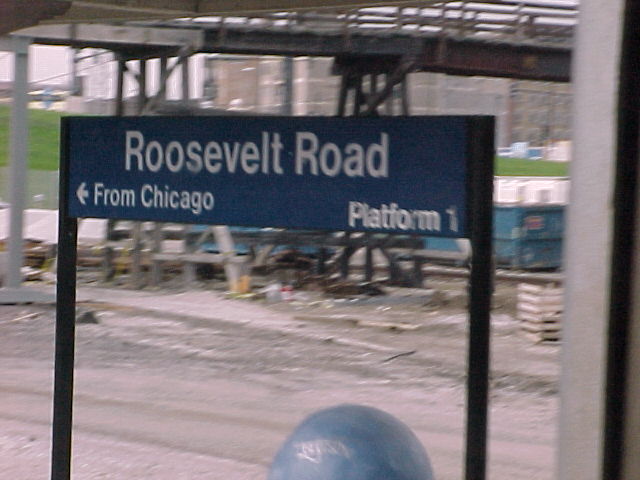 Roosevelt Road
← From Chicago
Platform 1